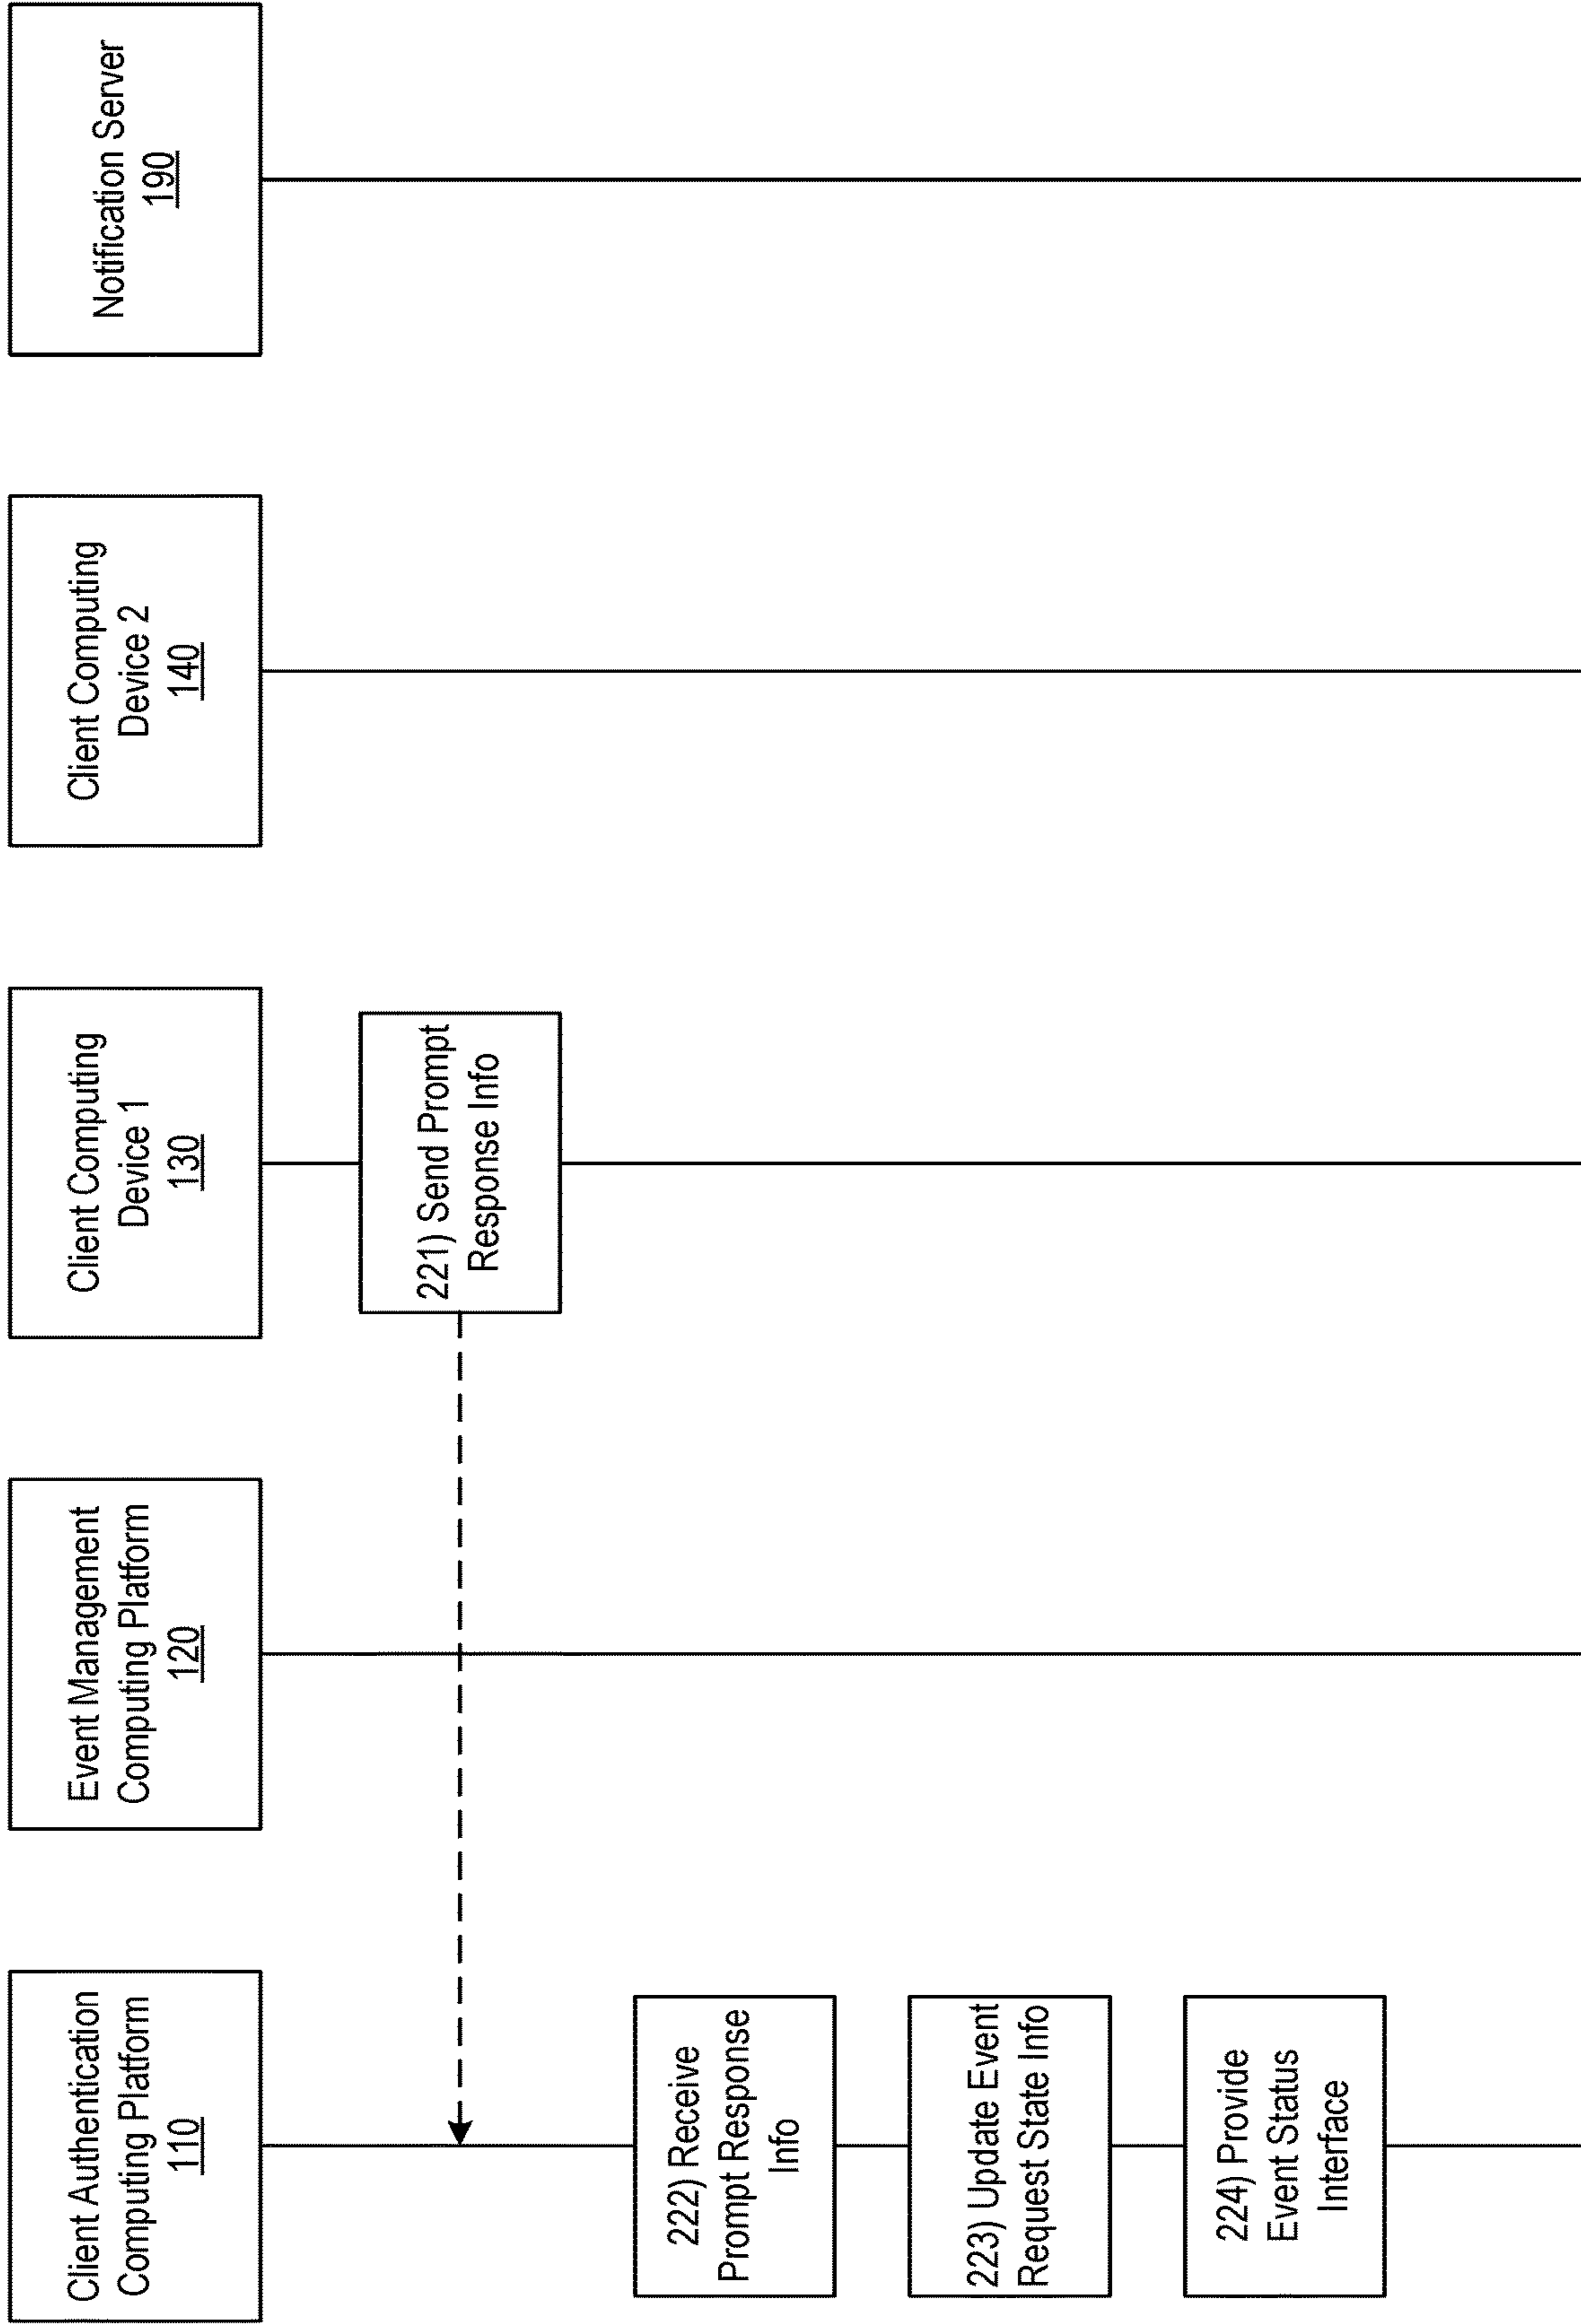 Client Authentication
Computing Platform
110
Event Management
Computing Platform
120
Client Computing
Device 1
130
Client Computing
Device 2
140
Notification Server
190
221) Send Prompt
Response Info
222) Receive
Prompt Response
Info
223) Update Event
Request State Info
224) Provide
Event Status
Interface